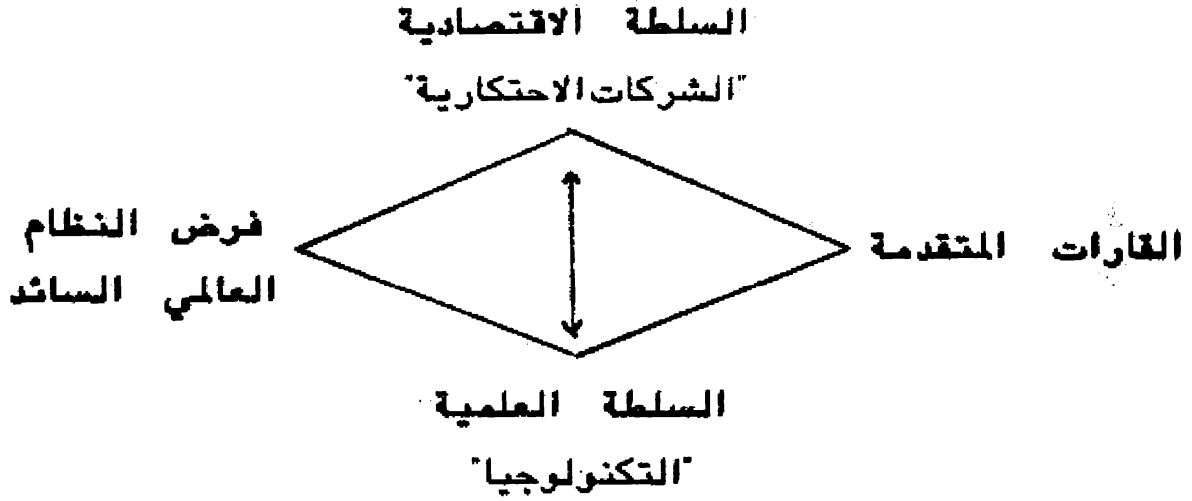 السلطة الاقتصادية
"الشركات الاحتكارية"
القارات المتقدمة
فرض النظام
العالمي السائد
السلطة العلمية
"التكنولوجيا"